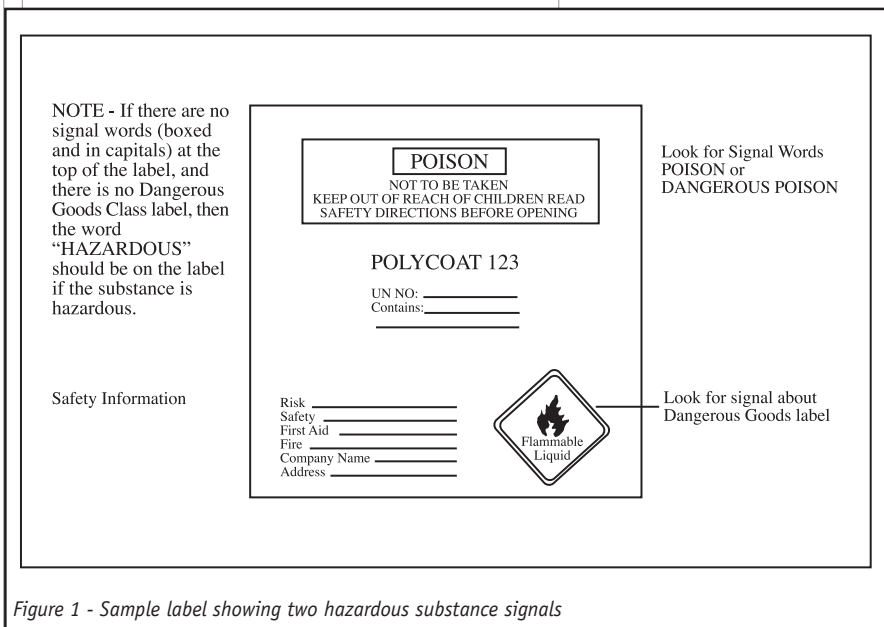 NOTE - If there are no
signal words (boxed
and in capitals) at the
top of the label, and
there is no Dangerous
Goods Class label, then
the word
“HAZARDOUS”
should be on the label
if the substance is
hazardous.
Safety Information
POISON
NOT TO BE TAKEN
KEEP OUT OF REACH OF CHILDREN READ
SAFETY DIRECTIONS BEFORE OPENING
POLYCOAT 123
UN NO:
Contains:
Risk
Safety
First Aid
Fire
Company Name
Address
Flammable
Liquid
Look for Signal Words
POISON or
DANGEROUS POISON
Look for signal about
Dangerous Goods label
Figure 1 - Sample label showing two hazardous substance signals